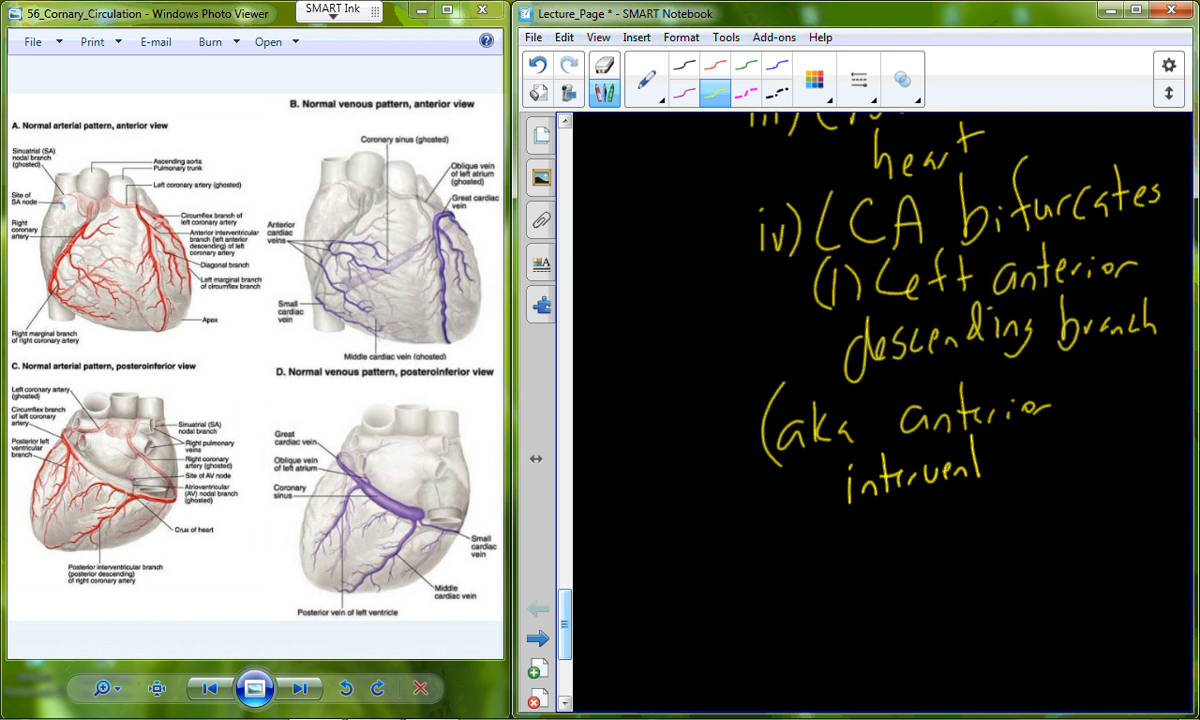 56_Cornary_Circulation - Windows Photo Viewer
SMART Ink
File Print E-mail Burn Open
B. Normal venous pattern, anterior view
A. Normal arterial pattern, anterior view
Coronary sinus (ghosted)
Sinuatrial (SA)
nodal branch
(ghosted)
Ascending aorta
Pulmonary trunk
Left coronary artery (ghosted)
Oblique vein
of left atrium
(ghosted)
Great cardiac
vein
Site of
SA node
Right
coronary
artery
Circumflex branch of
left coronary artery
Anterior interventricular
branch (left anterior
descending) of left
coronary artery
Diagonal branch
Left marginal branch
of circumflex branch
Anterior
cardiac
veins
Small
cardiac
vein
Apex
Right marginal branch
of right coronary artery
Middle cardiac vein (ghosted)
C. Normal arterial pattern, posteroinferior view
D. Normal venous pattern, posteroinferior view
Left coronary artery
(ghosted)
Circumflex branch
of left coronary
artery
Posterior left
ventricular
branch
Sinuatrial (SA)
nodal branch
Right pulmonary
veins
Right coronary
artery (ghosted)
Site of AV node
Atrioventricular
(AV) nodal branch
(ghosted)
Crux of heart
Posterior interventricular branch
(posterior descending)
of right coronary artery
Great
cardiac vein
Oblique vein
of left atrium
Coronary
sinus
Small
cardiac
vein
Middle
cardiac vein
Posterior vein of left ventricle
Lecture_Page * - SMART Notebook
File Edit View Insert Format Tools Add-ons Help
heart
iv) LCA bifurcates
(1) Left anterior
descending branch
(aka anterior
intervent